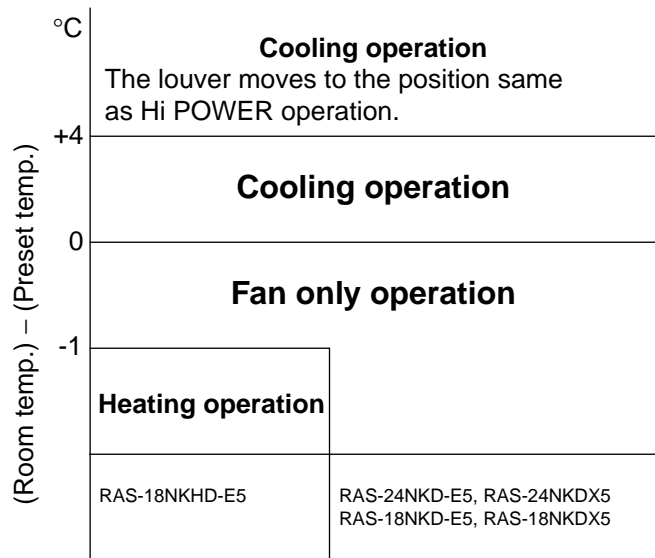 °C
Cooling operation
The louver moves to the position same
as Hi POWER operation.
+4
Cooling operation
0
Fan only operation
-1
Heating operation
(Room temp.) – (Preset temp.)
RAS-18NKHD-E5
RAS-24NKD-E5, RAS-24NKDX5
RAS-18NKD-E5, RAS-18NKDX5